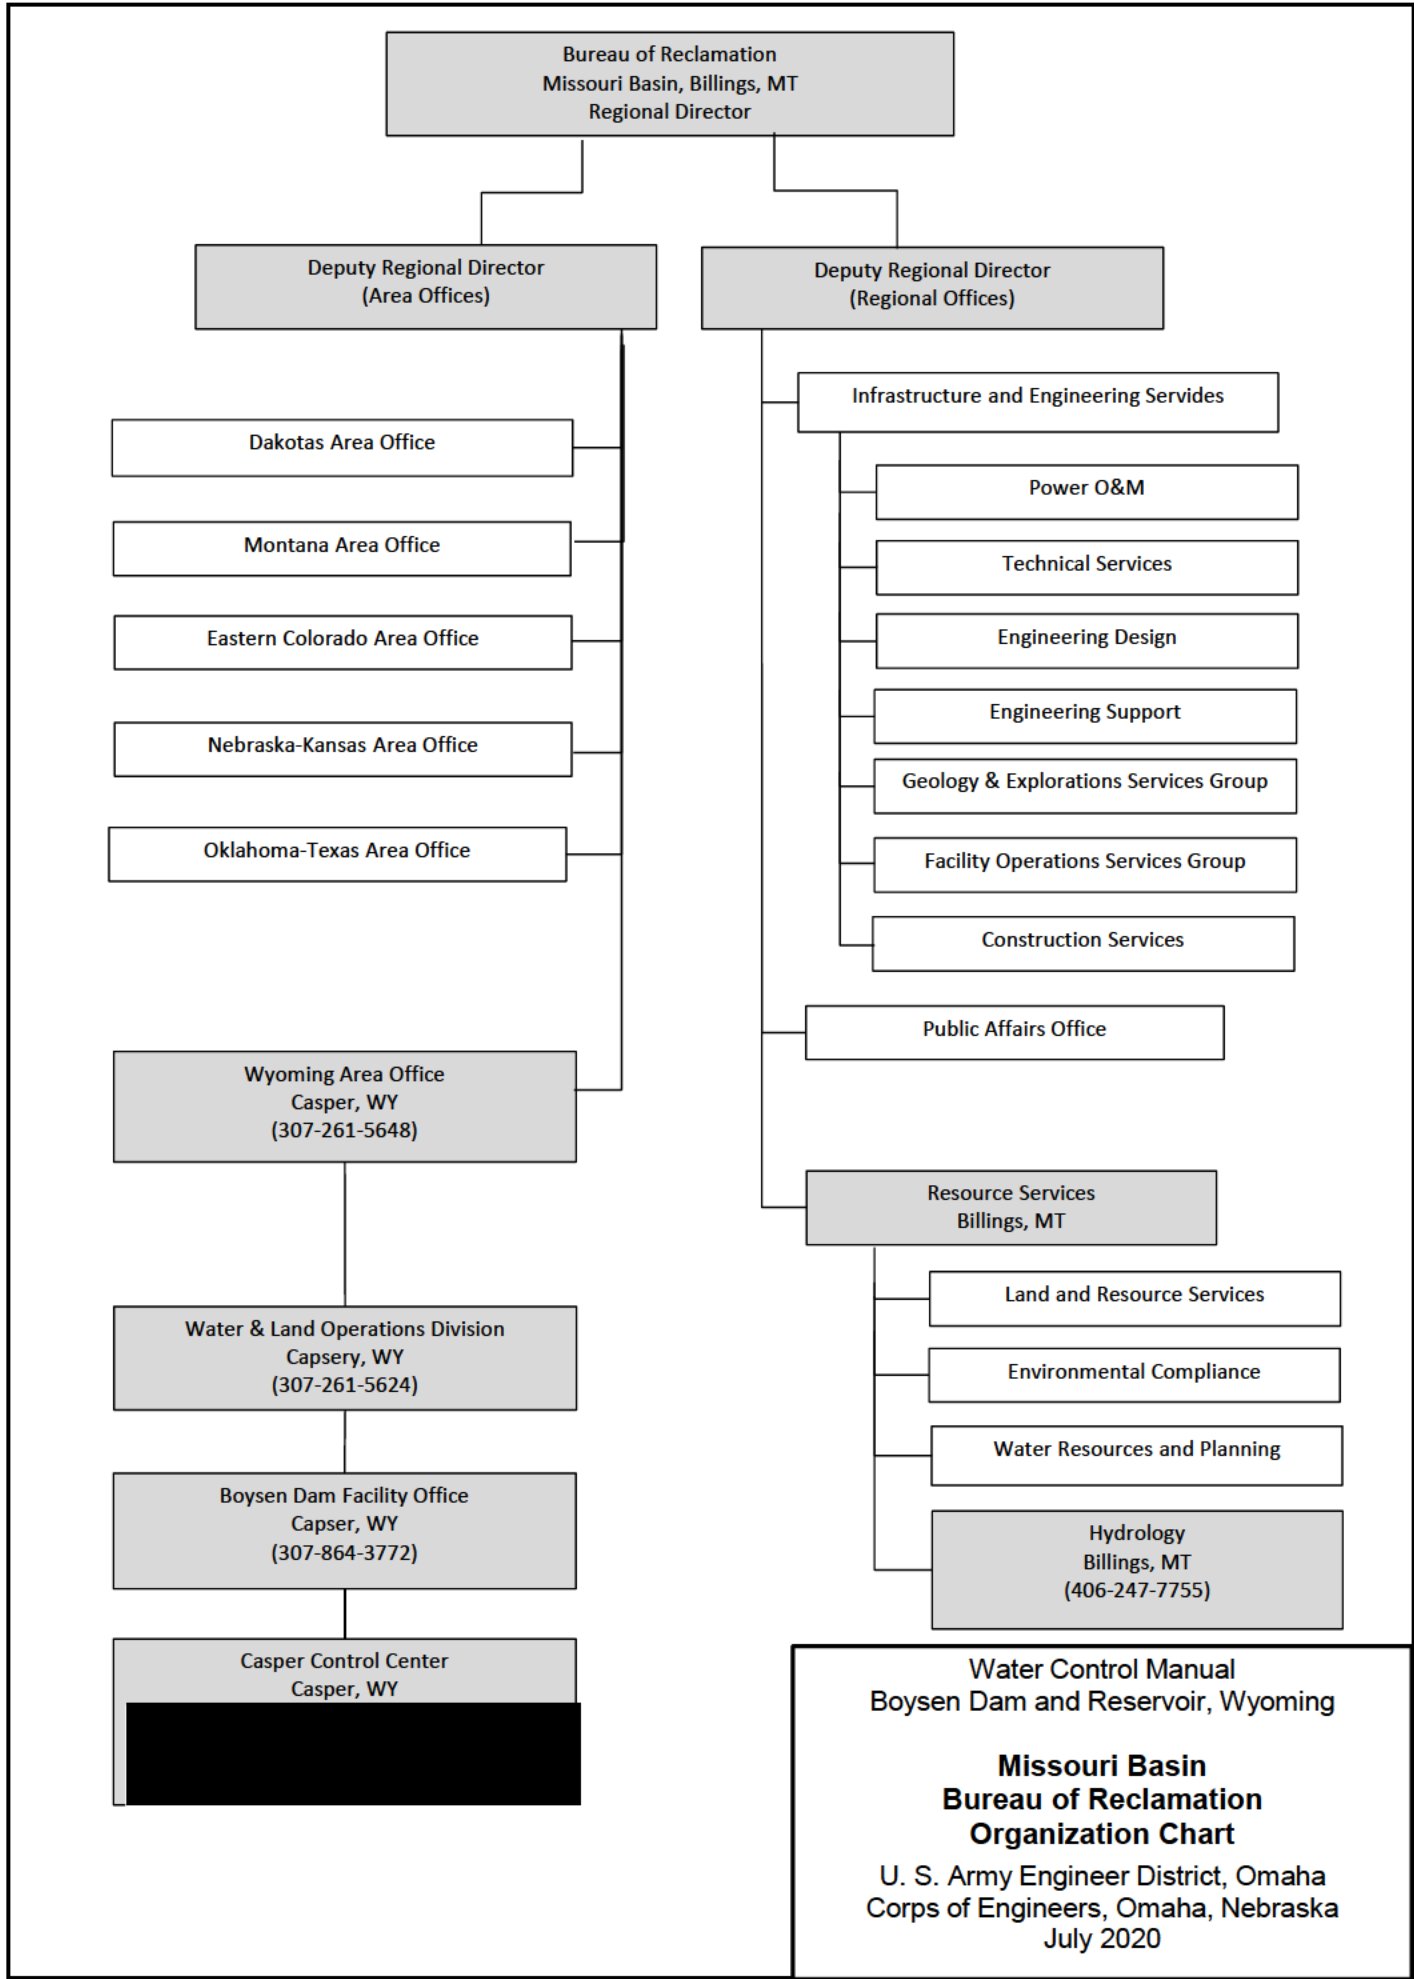 Bureau of Reclamation
Missouri Basin, Billings, MT
Regional Director
Deputy Regional Director
(Area Offices)
Dakotas Area Office
Montana Area Office
Eastern Colorado Area Office
Nebraska-Kansas Area Office
Oklahoma-Texas Area Office
Wyoming Area Office
Casper, WY
(307-261-5648)
Water & Land Operations Division
Capsery, WY
(307-261-5624)
Boysen Dam Facility Office
Capser, WY
(307-864-3772)
Casper Control Center
Casper, WY
Deputy Regional Director
(Regional Offices)
Infrastructure and Engineering Servides
Power O&M
Technical Services
Engineering Design
Engineering Support
Geology & Explorations Services Group
Facility Operations Services Group
Construction Services
Public Affairs Office
Resource Services
Billings, MT
Land and Resource Services
Environmental Compliance
Water Resources and Planning
Hydrology
Billings, MT
(406-247-7755)
Water Control Manual
Boysen Dam and Reservoir, Wyoming
Missouri Basin
Bureau of Reclamation
Organization Chart
U. S. Army Engineer District, Omaha
Corps of Engineers, Omaha, Nebraska
July 2020